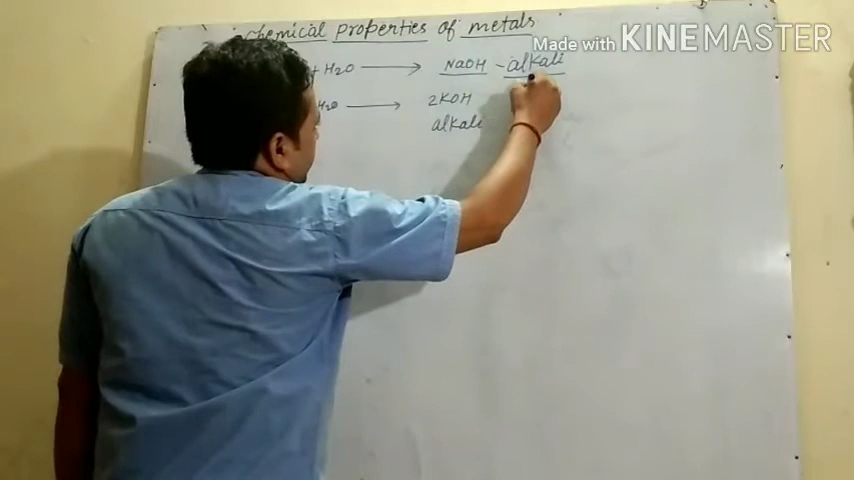 chemical properties of metals
Made with KINEMASTER
+ H2O ⟶ NaOH - alkali
H2O ⟶ 2KOH
alkali